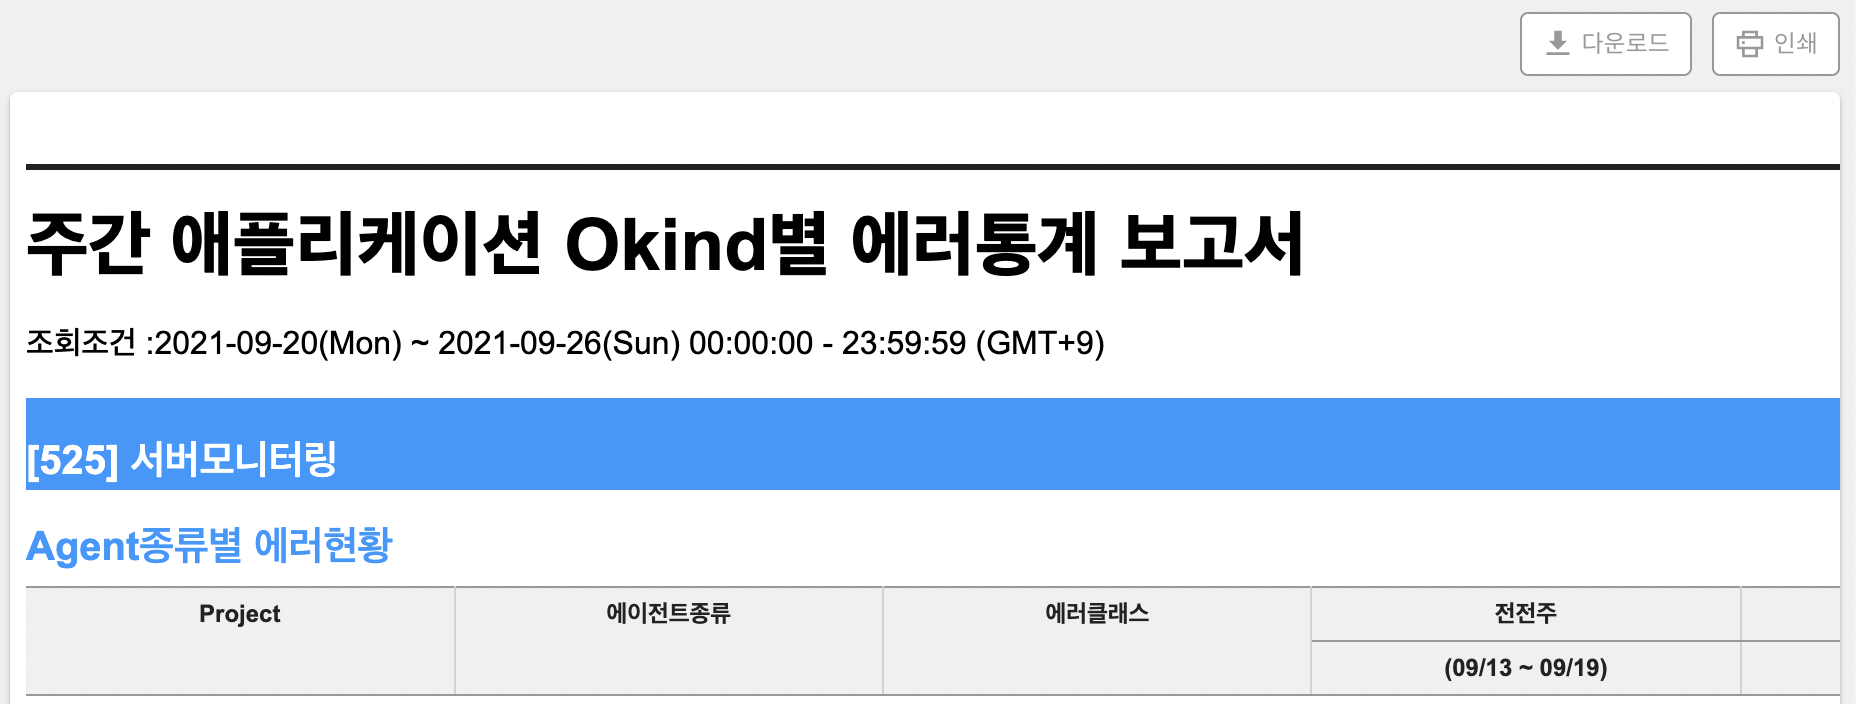 다운로드
인쇄
주간 애플리케이션 Okind별 에러통계 보고서
조회조건 :2021-09-20(Mon) ~ 2021-09-26(Sun) 00:00:00 - 23:59:59 (GMT+9)
[525] 서버모니터링
Agent종류별 에러현황
Project
에이전트종류
에러클래스
전전주
(09/13 ~ 09/19)